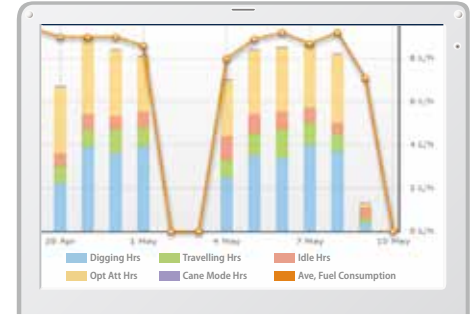 8 L/h
6 L/h
4 L/h
0 L/h
28 Apr 1 May 4 May 7 May 10 May
Digging Hrs Travelling Hrs Idle Hrs
Opt Att Hrs Cane Mode Hrs Ave, Fuel Consumption